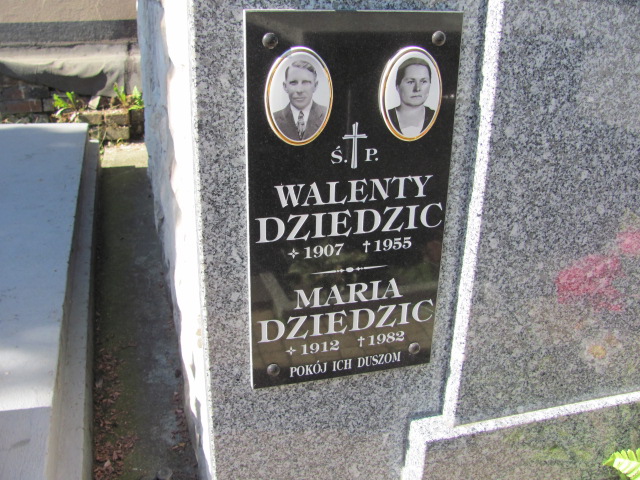 Ś. P.
WALENTY
DZIEDZIC
✧ 1907 † 1955
MARIA
DZIEDZIC
✧ 1912 † 1982
POKÓJ ICH DUSZOM